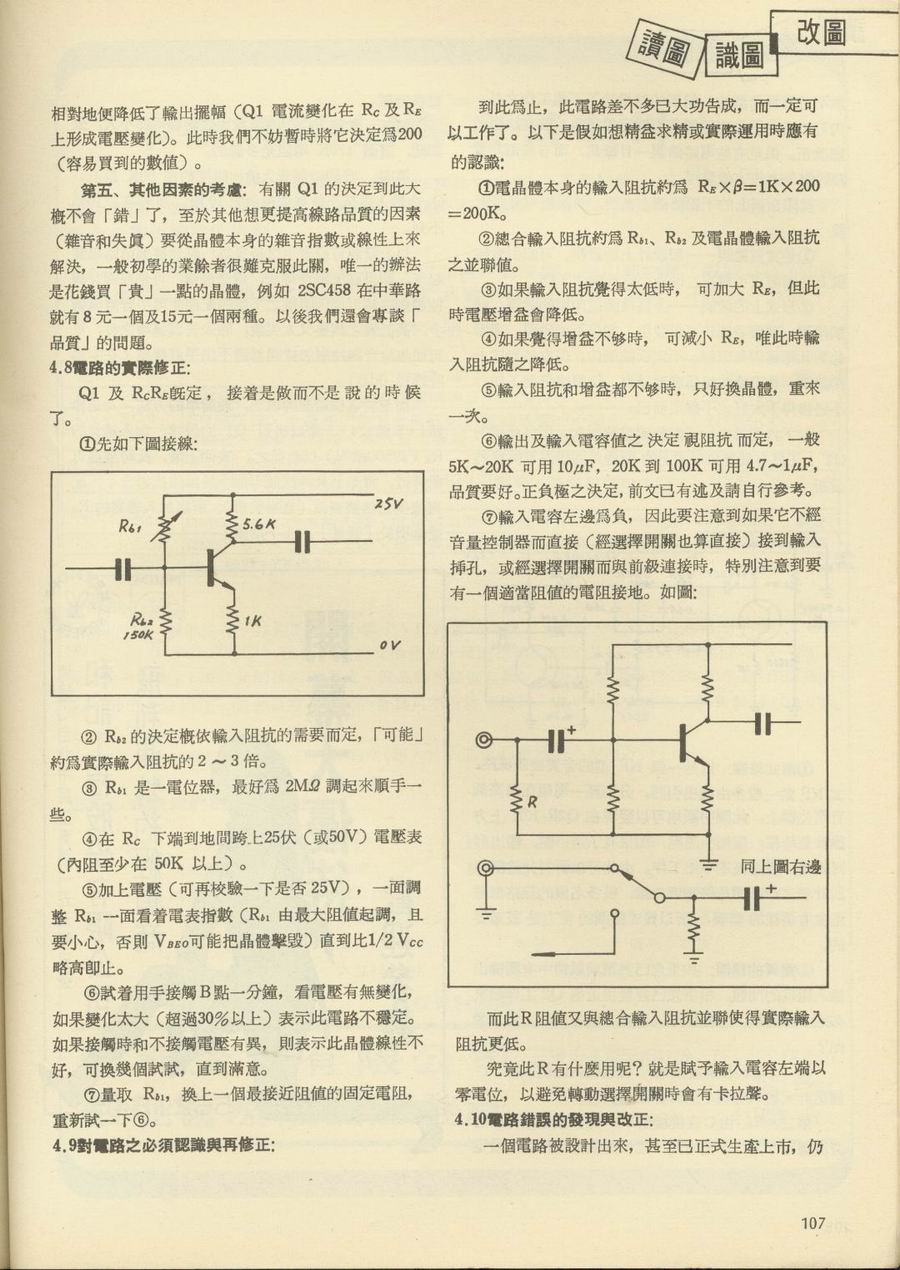 讀圖
識圖
改圖
相對地便降低了輸出擺幅（Q1 電流變化在 Rc 及 RE
上形成電壓變化）。此時我們不妨暫時將它決定爲200
（容易買到的數值）。
第五、其他因素的考慮：有關 Q1 的決定到此大
概不會「錯」了，至於其他想更提高線路品質的因素
（雜音和失眞）要從晶體本身的雜音指數或線性上來
解決，一般初學的業餘者很難克服此關，唯一的辦法
是花錢買「貴」一點的晶體，例如 2SC458 在中華路
就有 8 元一個及15元一個兩種。以後我們還會專談「
品質」的問題。
4.8電路的實際修正：
Q1 及 RcRE旣定，接着是做而不是說的時候
了。
①先如下圖接線：
25V
Rb1
5.6K
Rb2
150K
1K
0V
② Rb2 的決定概依輸入阻抗的需要而定，「可能」
約爲實際輸入阻抗的 2 ～ 3 倍。
③ Rb1 是一電位器，最好爲 2MΩ 調起來順手一
些。
④在 Rc 下端到地間跨上25伏（或50V）電壓表
（內阻至少在 50K 以上）。
⑤加上電壓（可再校驗一下是否 25V），一面調
整 Rb1 一面看着電表指數（Rb1 由最大阻值起調，且
要小心，否則 VBEO可能把晶體擊毀）直到比1/2 Vcc
略高卽止。
⑥試着用手接觸B點一分鐘，看電壓有無變化，
如果變化太大（超過30%以上）表示此電路不穩定。
如果接觸時和不接觸電壓有異，則表示此晶體線性不
好，可換幾個試試，直到滿意。
⑦量取 Rb1，換上一個最接近阻值的固定電阻，
重新試一下⑥。
4.9對電路之必須認識與再修正：
到此爲止，此電路差不多已大功告成，而一定可
以工作了。以下是假如想精益求精或實際運用時應有
的認識：
①電晶體本身的輸入阻抗約爲 RE×β=1K×200
=200K。
②總合輸入阻抗約爲 Rb1、Rb2 及電晶體輸入阻抗
之並聯值。
③如果輸入阻抗覺得太低時，可加大 RE，但此
時電壓增益會降低。
④如果覺得增益不够時，可減小 RE，唯此時輸
入阻抗隨之降低。
⑤輸入阻抗和增益都不够時，只好換晶體，重來
一次。
⑥輸出及輸入電容值之決定視阻抗而定，一般
5K～20K 可用 10μF，20K 到 100K 可用 4.7～1μF，
品質要好。正負極之決定，前文已有述及請自行參考。
⑦輸入電容左邊爲負，因此要注意到如果它不經
音量控制器而直接（經選擇開關也算直接）接到輸入
揷孔，或經選擇開關而與前級連接時，特別注意到要
有一個適當阻值的電阻接地。如圖：
+
R
同上圖右邊
+
而此R阻值又與總合輸入阻抗並聯使得實際輸入
阻抗更低。
究竟此R有什麼用呢？就是賦予輸入電容左端以
零電位，以避免轉動選擇開關時會有卡拉聲。
4.10電路錯誤的發現與改正：
一個電路被設計出來，甚至已正式生產上市，仍
107